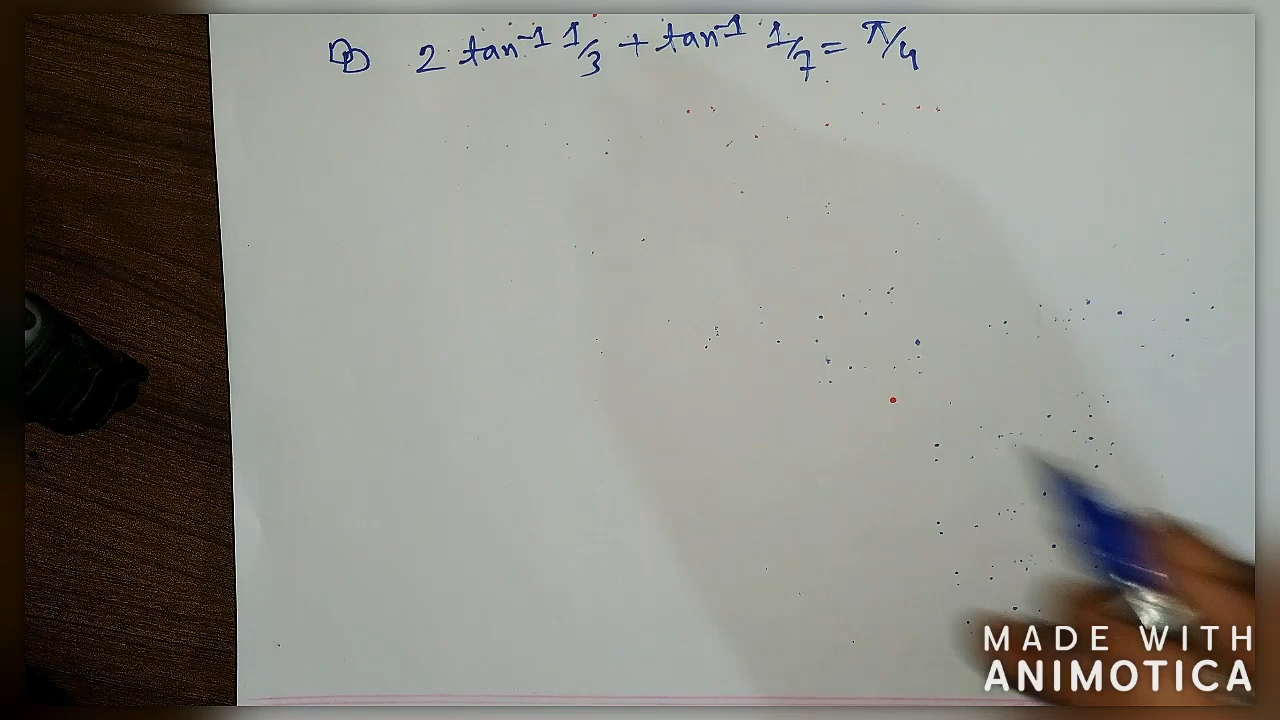 2 tan⁻¹ 1/3 + tan⁻¹ 1/7 = π/4
MADE WITH
ANIMOTICA